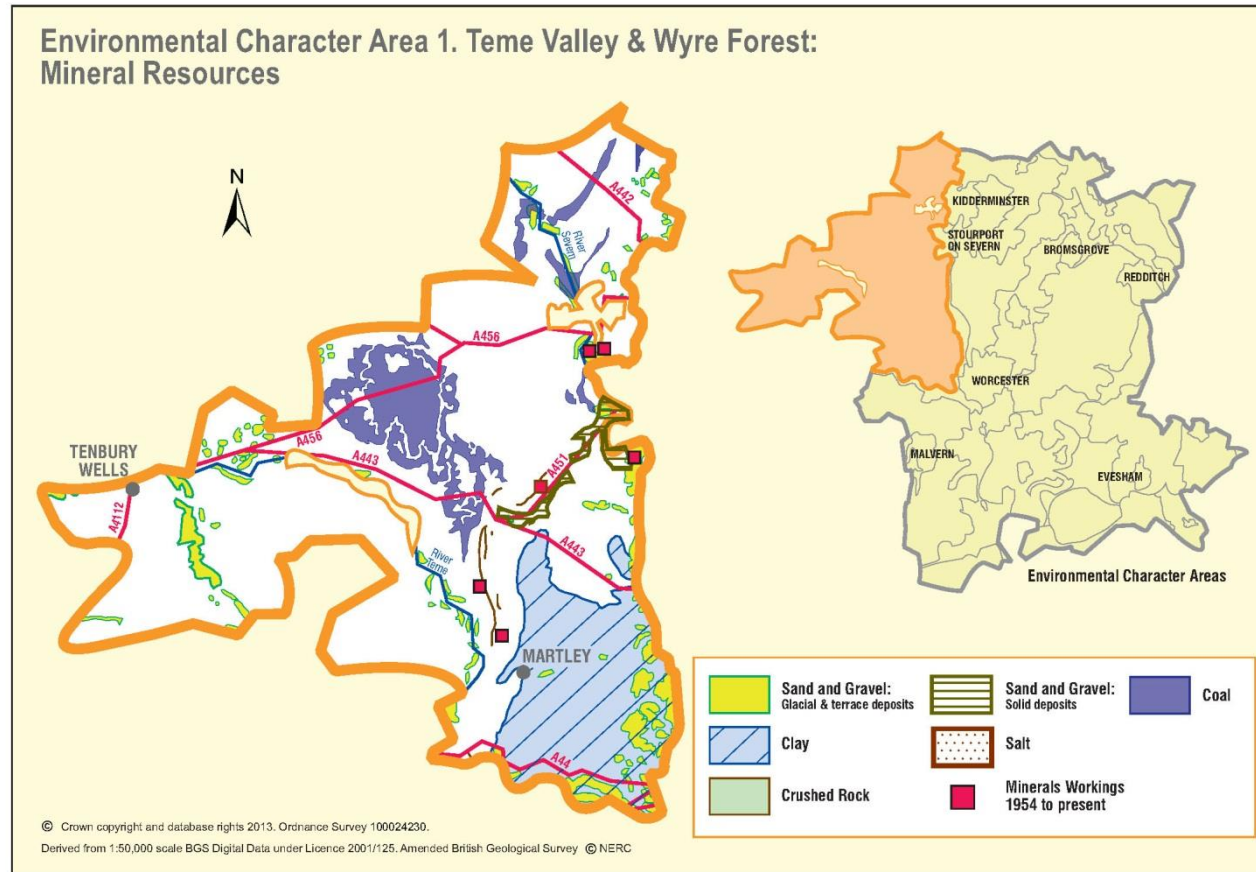 Environmental Character Area 1. Teme Valley & Wyre Forest:
Mineral Resources
N
A442
River
Severn
A456
A456
A443
TENBURY
WELLS
A4112
A451
A443
River
Teme
MARTLEY
A44
KIDDERMINSTER
STOURPORT
ON SEVERN
BROMSGROVE
REDDITCH
WORCESTER
MALVERN
EVESHAM
Environmental Character Areas
Sand and Gravel:
Glacial & terrace deposits
Sand and Gravel:
Solid deposits
Coal
Clay
Salt
Crushed Rock
Minerals Workings
1954 to present
© Crown copyright and database rights 2013. Ordnance Survey 100024230.
Derived from 1:50,000 scale BGS Digital Data under Licence 2001/125. Amended British Geological Survey © NERC